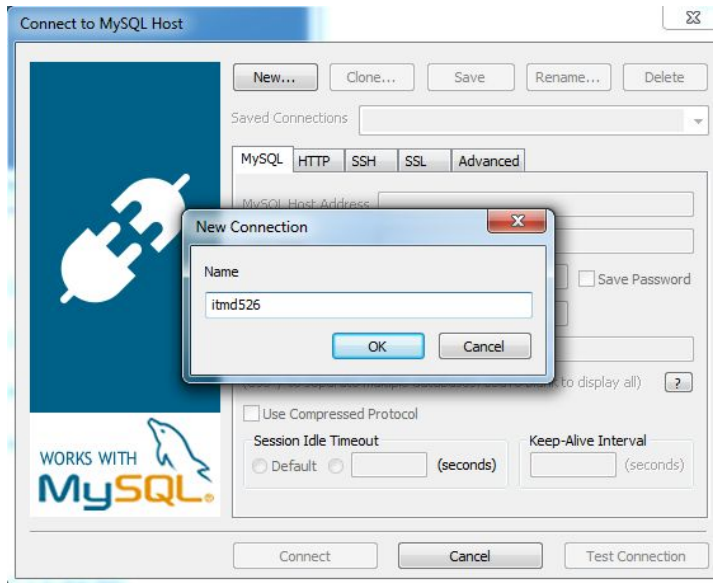 Connect to MySQL Host
New... Clone... Save Rename... Delete
Saved Connections
MySQL HTTP SSH SSL Advanced
MySQL Host Address
New Connection
Name
Save Password
itmd526
OK Cancel
to display all) ?
Use Compressed Protocol
Session Idle Timeout Keep-Alive Interval
Default (seconds) (seconds)
WORKS WITH
MySQL
Connect Cancel Test Connection